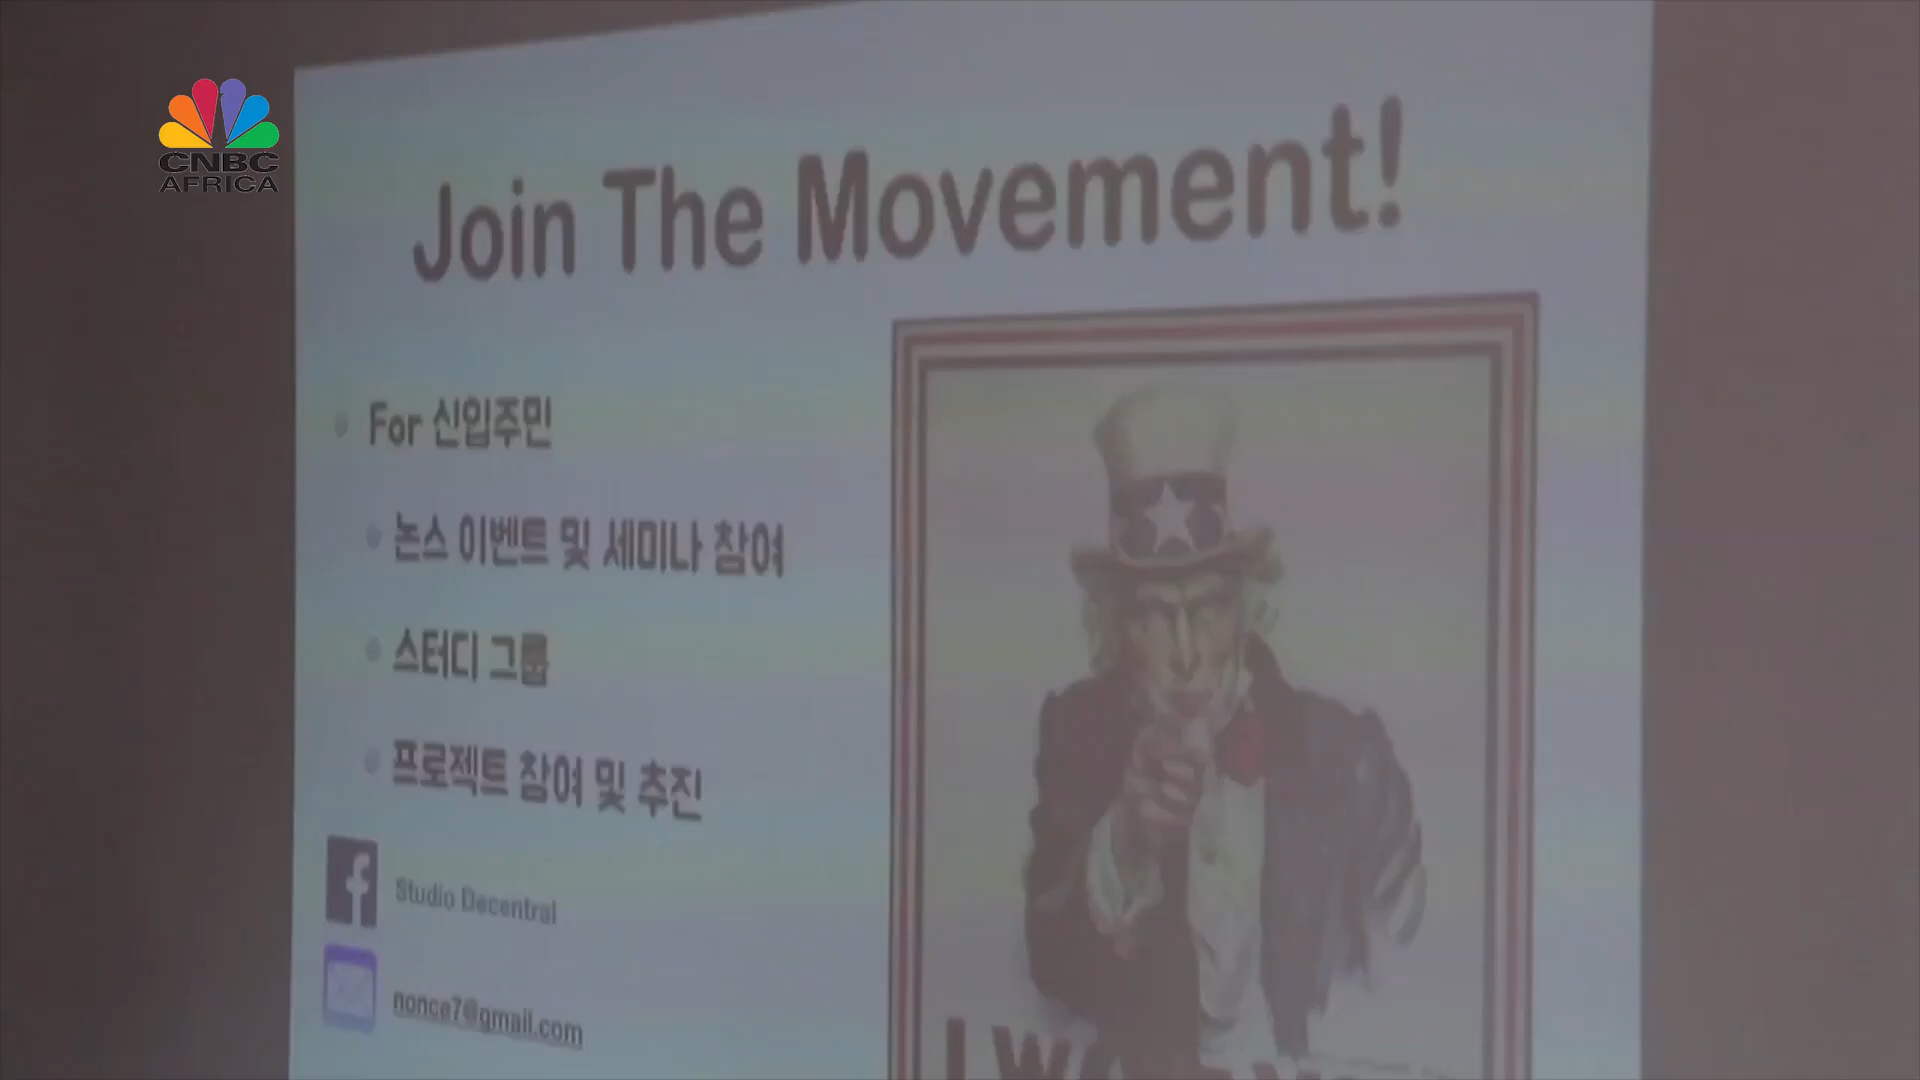 CNBC
AFRICA
Join The Movement!
For 신입주민
논스 이벤트 및 세미나 참여
스터디 그룹
프로젝트 참여 및 추진
Studio Decentral
nonce7@gmail.com
I WA